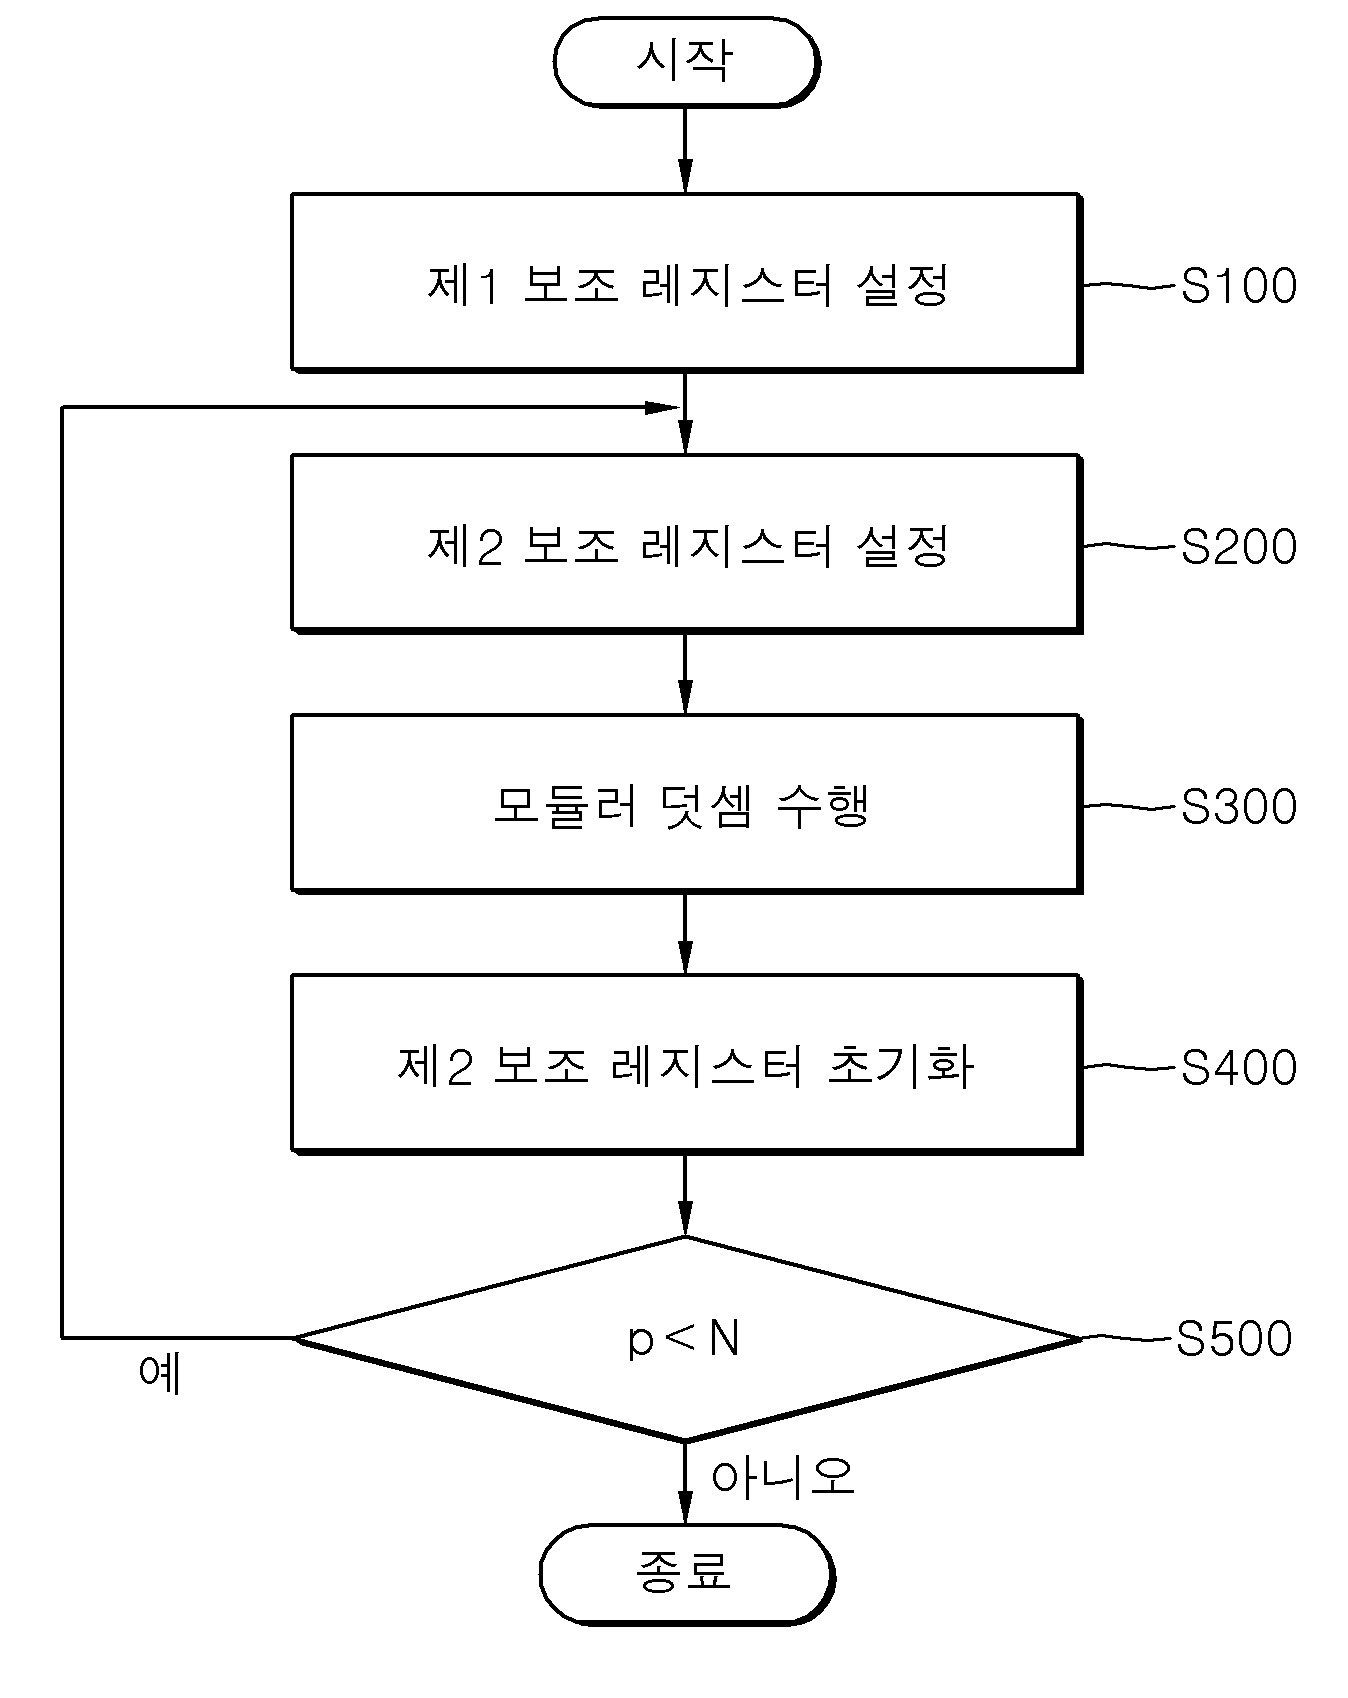 시작
제1 보조 레지스터 설정
S100
제2 보조 레지스터 설정
S200
모듈러 덧셈 수행
S300
제2 보조 레지스터 초기화
S400
p<N
S500
예
아니오
종료